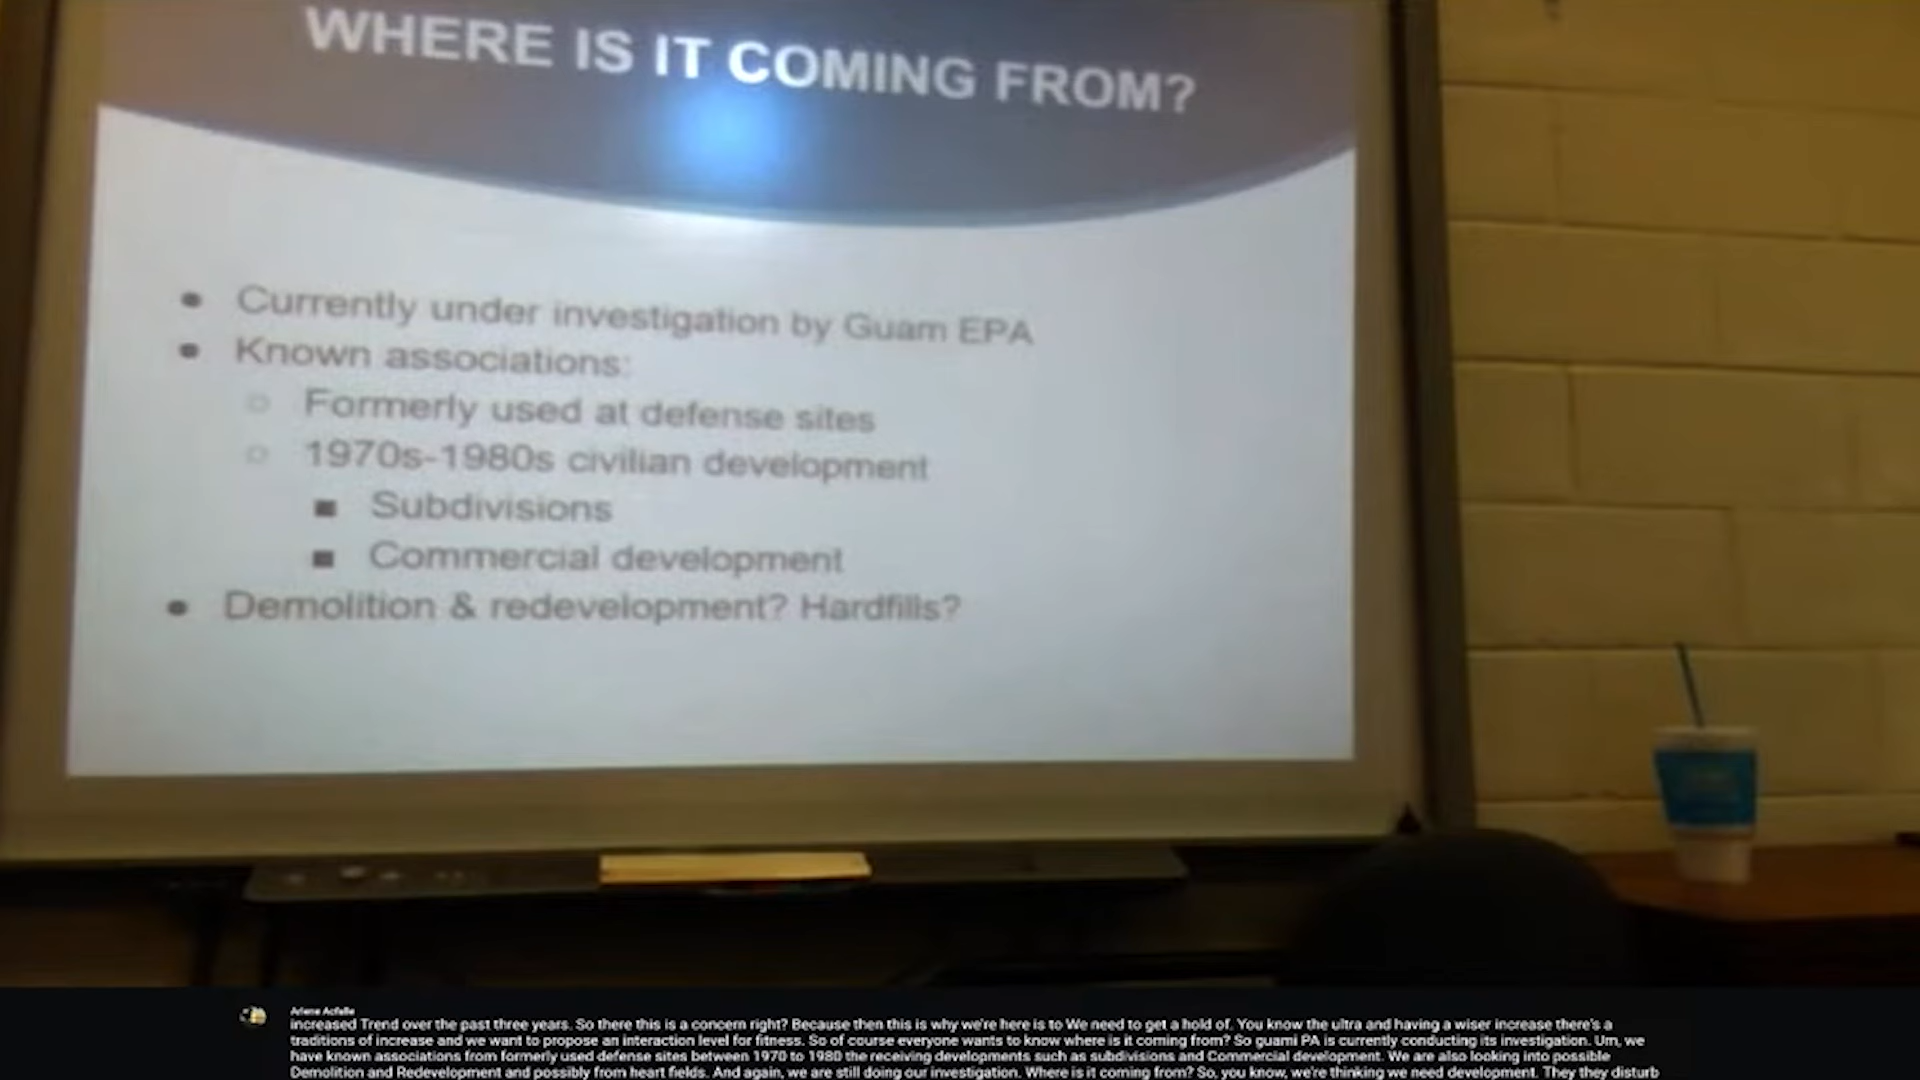 WHERE IS IT COMING FROM?
● Currently under investigation by Guam EPA
● Known associations:
○ Formerly used at defense sites
○ 1970s-1980s civilian development
■ Subdivisions
■ Commercial development
● Demolition & redevelopment? Hardfills?
Arlene Acfalle
increased Trend over the past three years. So there this is a concern right? Because then this is why we're here is to We need to get a hold of. You know the ultra and having a wiser increase there's a
traditions of increase and we want to propose an interaction level for fitness. So of course everyone wants to know where is it coming from? So guami PA is currently conducting its investigation. Um, we
have known associations from formerly used defense sites between 1970 to 1980 the receiving developments such as subdivisions and Commercial development. We are also looking into possible
Demolition and Redevelopment and possibly from heart fields. And again, we are still doing our investigation. Where is it coming from? So, you know, we're thinking we need development. They they disturb